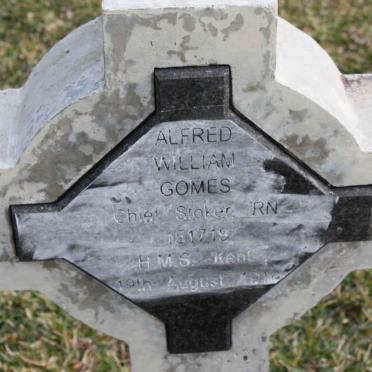 ALFRED
WILLIAM
GOMES
Chief Stoker RN
151719
H.M.S. 'Kent'
19th August